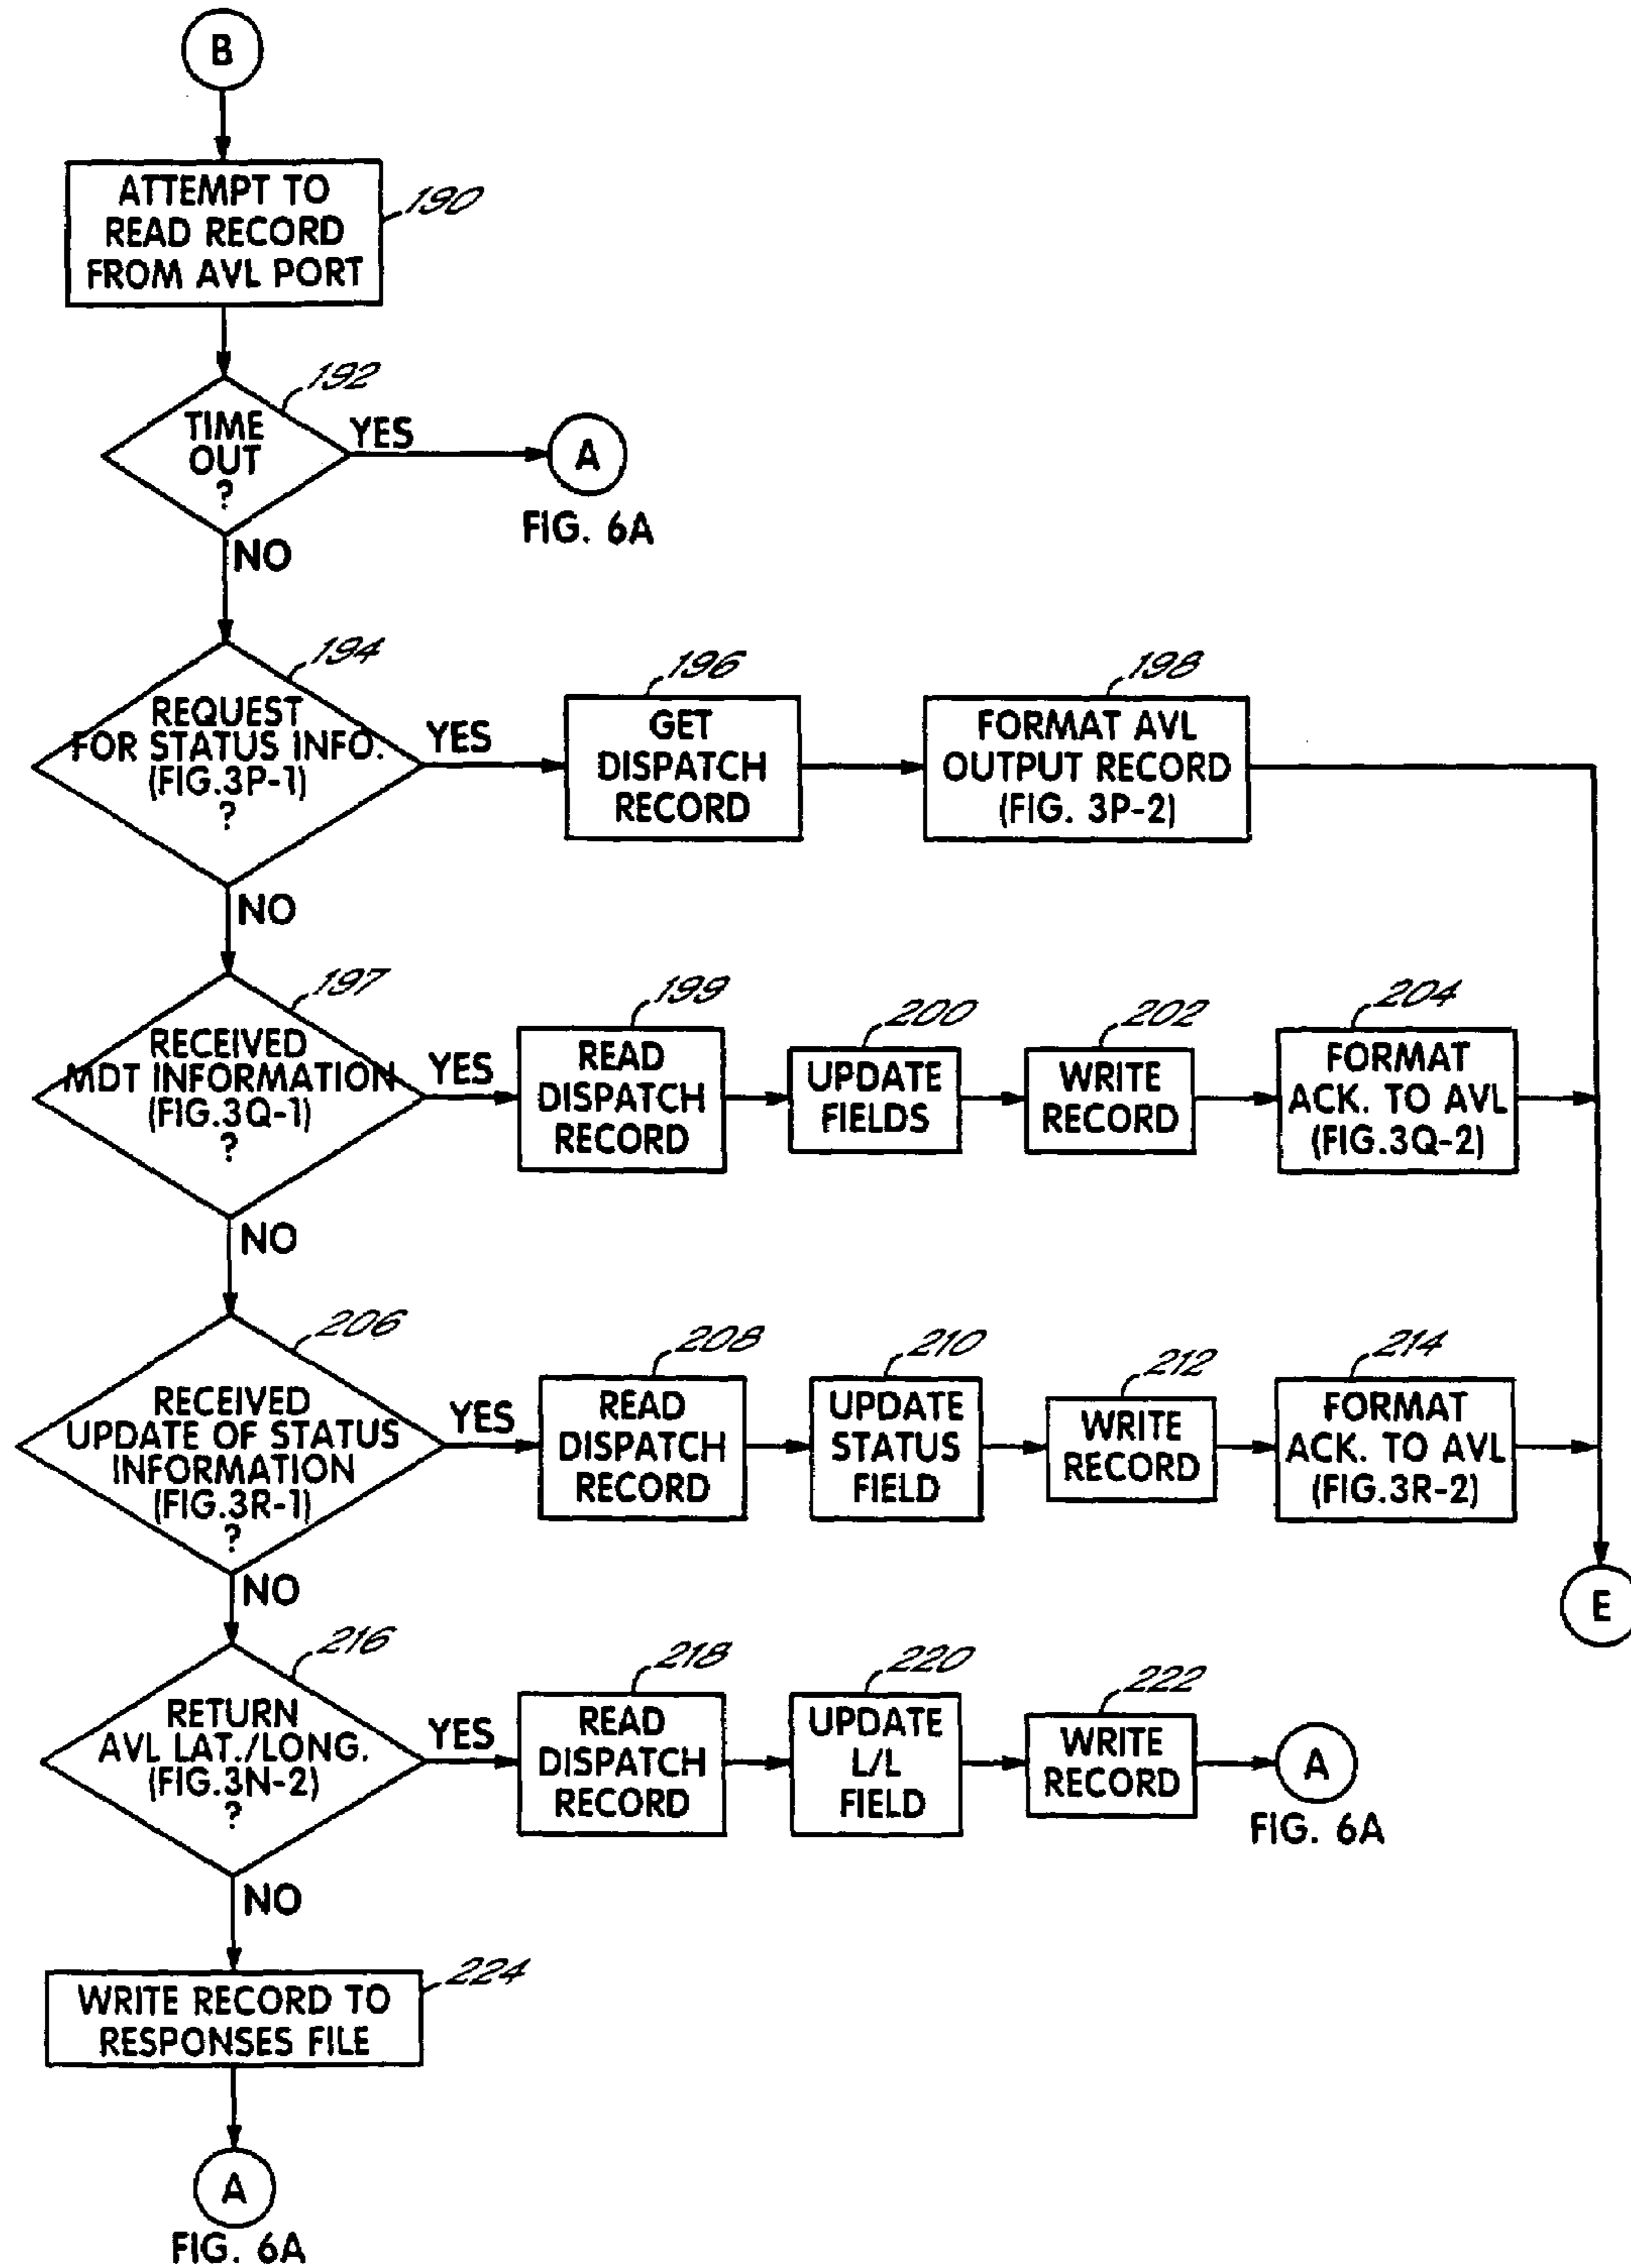 B
ATTEMPT TO
READ RECORD
FROM AVL PORT
190
TIME
OUT
?
192
YES
A
FIG. 6A
NO
REQUEST
FOR STATUS INFO.
(FIG.3P-1)
?
194
YES
GET
DISPATCH
RECORD
196
FORMAT AVL
OUTPUT RECORD
(FIG. 3P-2)
198
NO
RECEIVED
MDT INFORMATION
(FIG.3Q-1)
?
197
YES
READ
DISPATCH
RECORD
199
UPDATE
FIELDS
200
WRITE
RECORD
202
FORMAT
ACK. TO AVL
(FIG.3Q-2)
204
NO
RECEIVED
UPDATE OF STATUS
INFORMATION
(FIG.3R-1)
?
206
YES
READ
DISPATCH
RECORD
208
UPDATE
STATUS
FIELD
210
WRITE
RECORD
212
FORMAT
ACK. TO AVL
(FIG.3R-2)
214
E
NO
RETURN
AVL LAT./LONG.
(FIG.3N-2)
?
216
YES
READ
DISPATCH
RECORD
218
UPDATE
L/L
FIELD
220
WRITE
RECORD
222
A
FIG. 6A
NO
WRITE RECORD TO
RESPONSES FILE
224
A
FIG. 6A